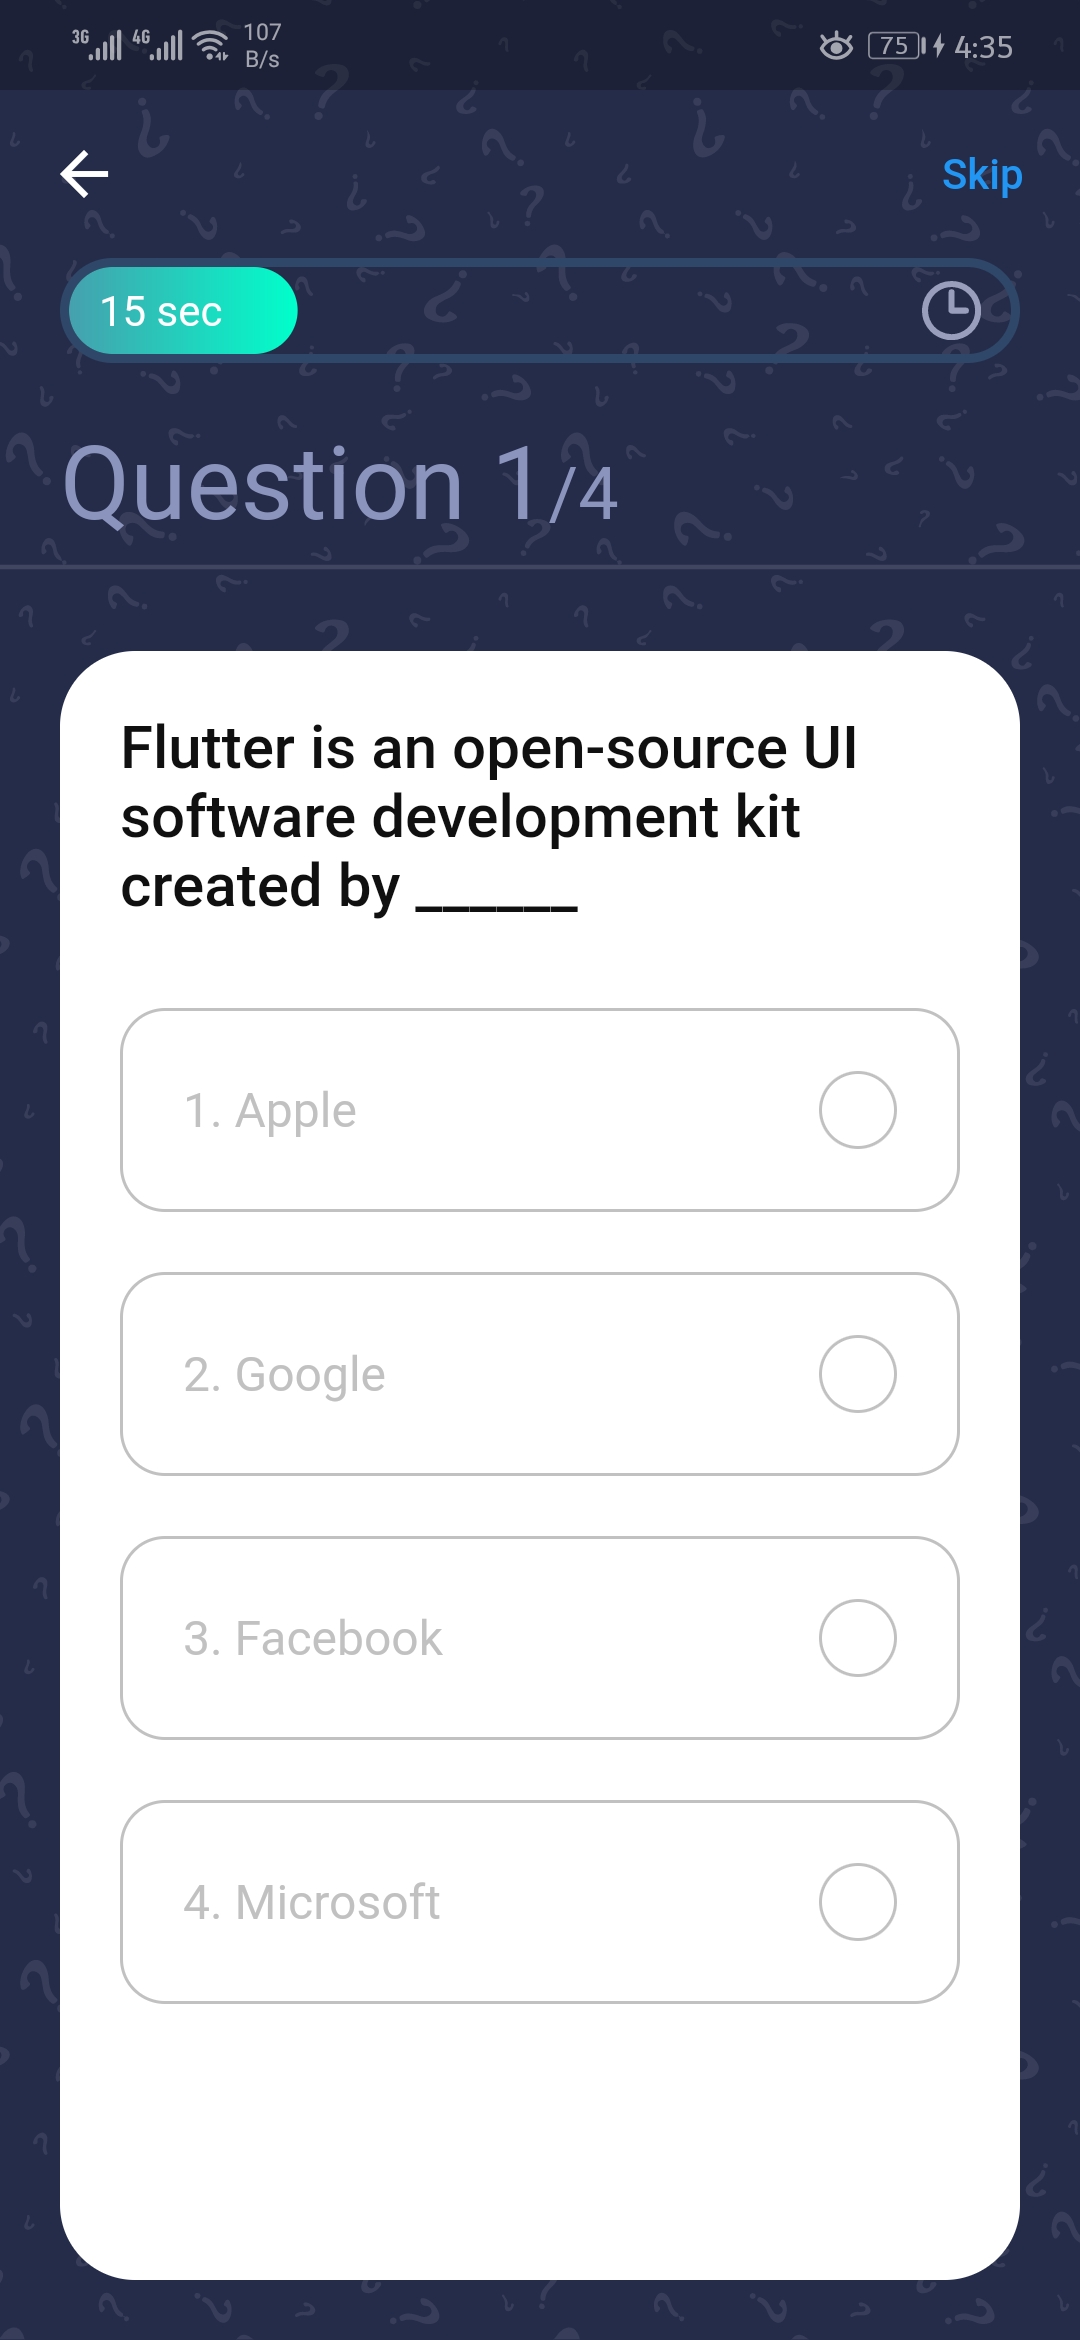 3G 4G 107 B/s 75 4:35
Skip
15 sec
Question 1/4
Flutter is an open-source UI
software development kit
created by ______
1. Apple
2. Google
3. Facebook
4. Microsoft